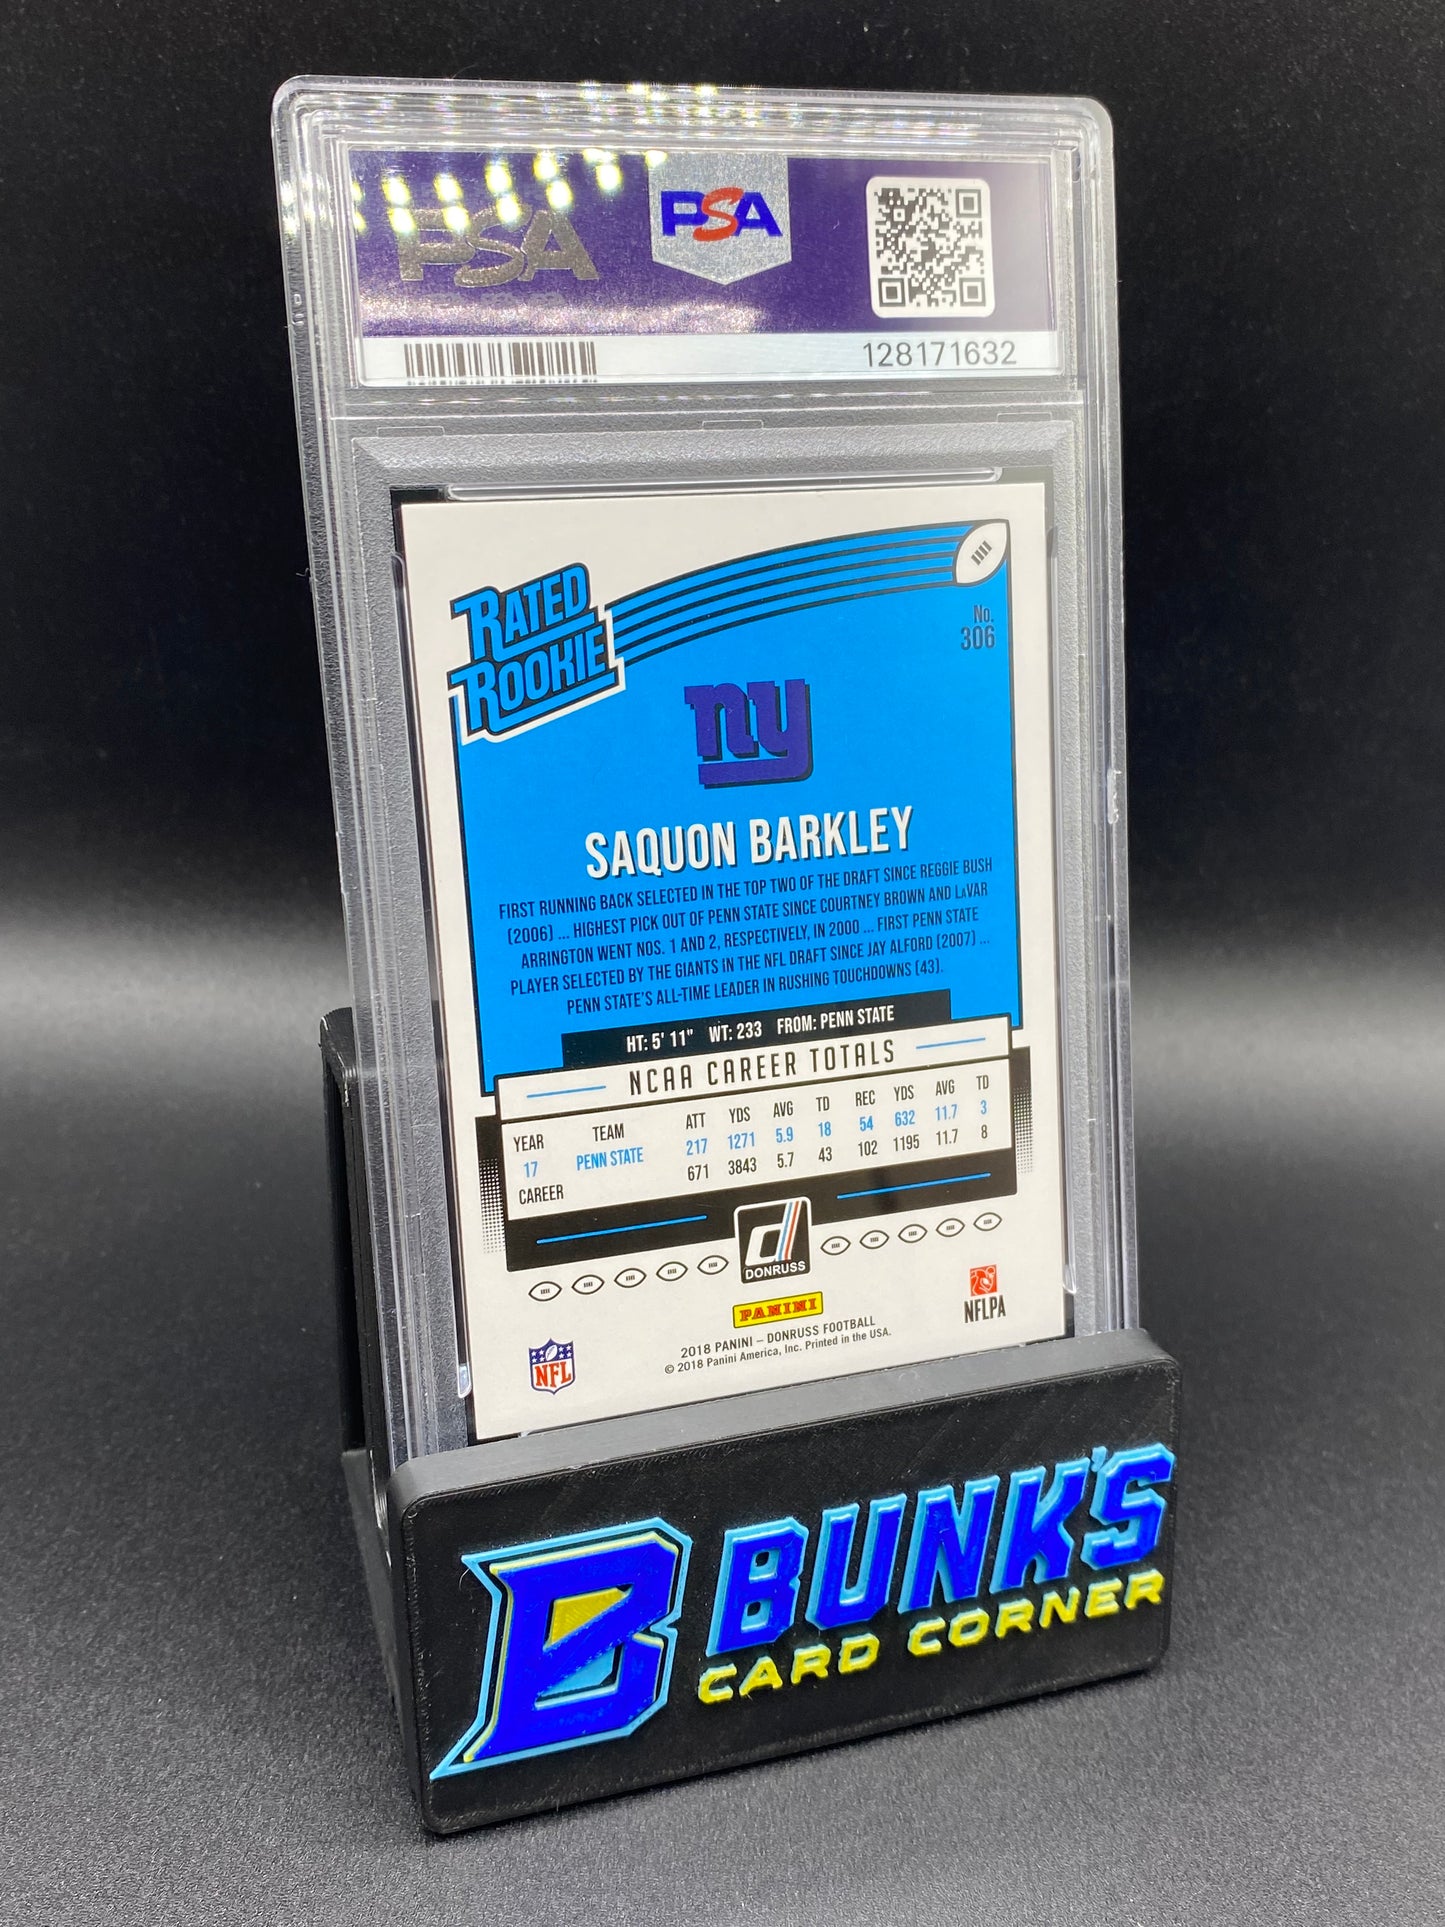 PSA
PSA
128171632
RATED
ROOKIE
No.
306
ny
SAQUON BARKLEY
FIRST RUNNING BACK SELECTED IN THE TOP TWO OF THE DRAFT SINCE REGGIE BUSH
(2006) ... HIGHEST PICK OUT OF PENN STATE SINCE COURTNEY BROWN AND LaVAR
ARRINGTON WENT NOS. 1 AND 2, RESPECTIVELY, IN 2000 ... FIRST PENN STATE
PLAYER SELECTED BY THE GIANTS IN THE NFL DRAFT SINCE JAY ALFORD (2007) ...
PENN STATE'S ALL-TIME LEADER IN RUSHING TOUCHDOWNS (43).
HT: 5' 11" WT: 233 FROM: PENN STATE
NCAA CAREER TOTALS
YEAR TEAM ATT YDS AVG TD REC YDS AVG TD
17 PENN STATE 217 1271 5.9 18 54 632 11.7 3
CAREER 671 3843 5.7 43 102 1195 11.7 8
d
DONRUSS
PANINI
NFLPA
2018 PANINI – DONRUSS FOOTBALL
© 2018 Panini America, Inc. Printed in the USA.
NFL
B BUNK'S
CARD CORNER